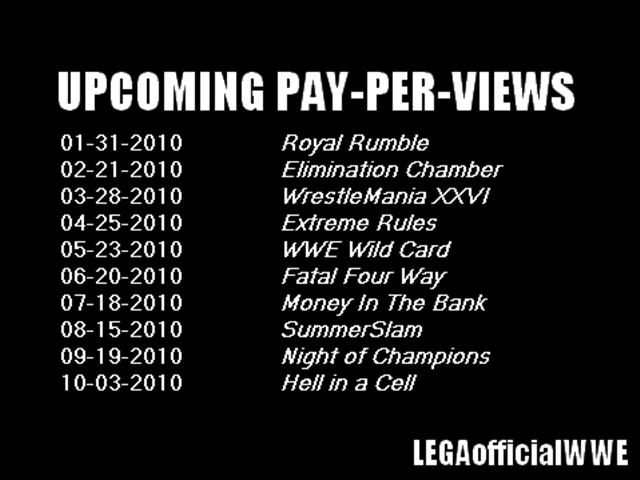 UPCOMING PAY-PER-VIEWS
01-31-2010 Royal Rumble
02-21-2010 Elimination Chamber
03-28-2010 WrestleMania XXVI
04-25-2010 Extreme Rules
05-23-2010 WWE Wild Card
06-20-2010 Fatal Four Way
07-18-2010 Money In The Bank
08-15-2010 SummerSlam
09-19-2010 Night of Champions
10-03-2010 Hell in a Cell
LEGAofficialWWE